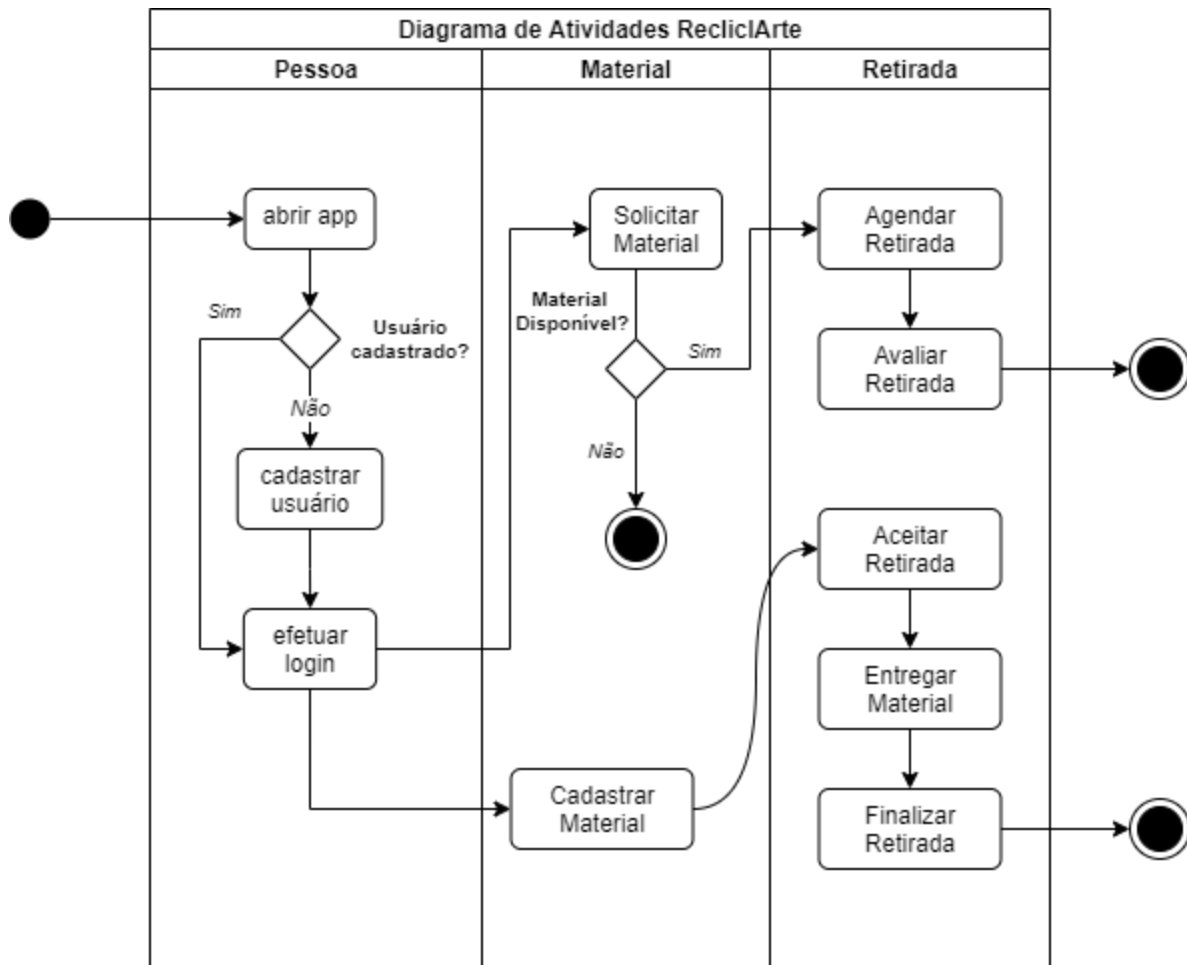 Diagrama de Atividades RecliclArte
Pessoa
Material
Retirada
abrir app
Sim
Usuário
cadastrado?
Não
cadastrar
usuário
efetuar
login
Solicitar
Material
Material
Disponível?
Sim
Não
Cadastrar
Material
Agendar
Retirada
Avaliar
Retirada
Aceitar
Retirada
Entregar
Material
Finalizar
Retirada